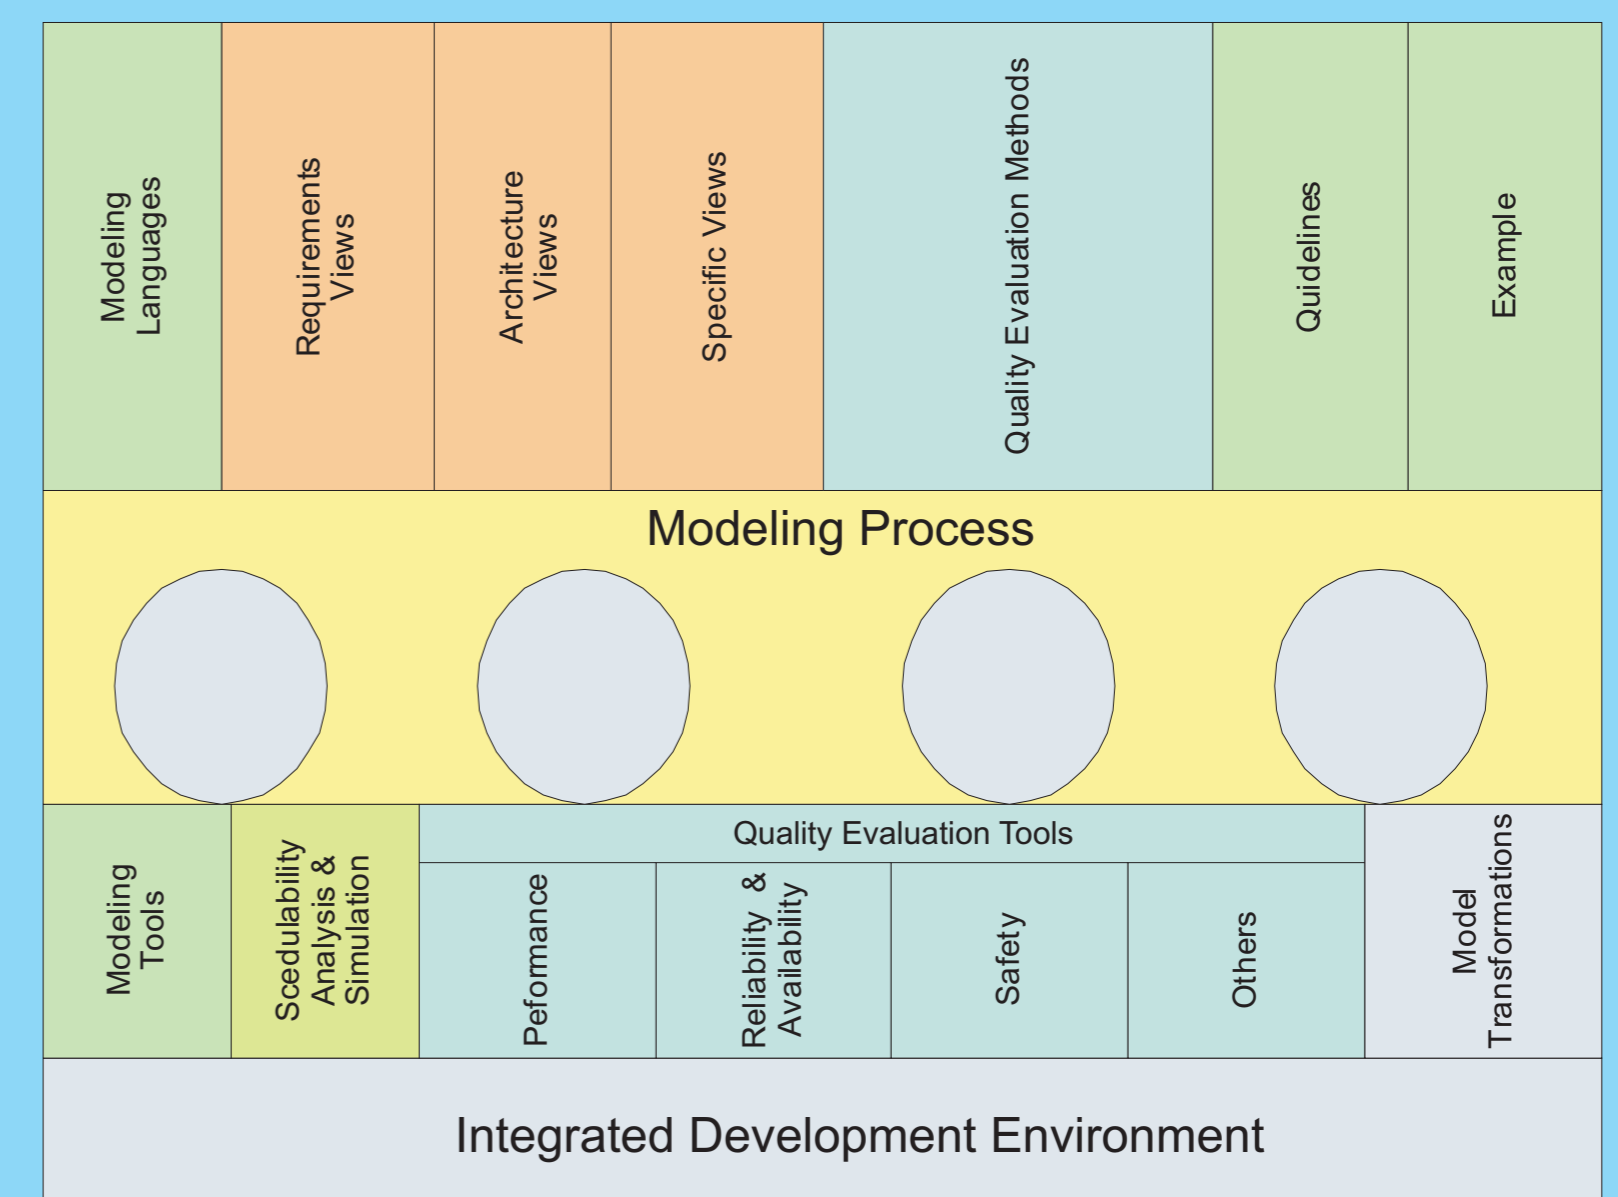 Modeling
Languages
Requirements
Views
Architecture
Views
Specific Views
Quality Evaluation Methods
Quidelines
Example
Modeling Process
Modeling
Tools
Scedulability
Analysis &
Simulation
Quality Evaluation Tools
Peformance
Reliability &
Availability
Safety
Others
Model
Transformations
Integrated Development Environment